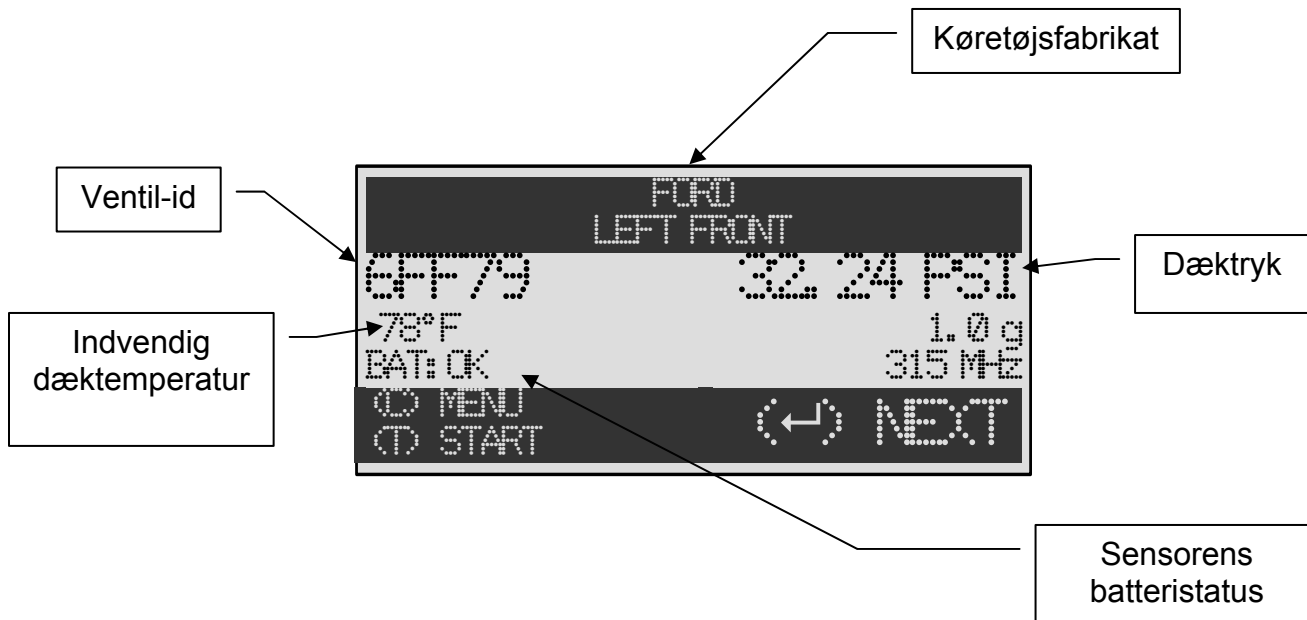 Køretøjsfabrikat
Ventil-id
FORD
LEFT FRONT
6FF79 32.24 PSI
Dæktryk
Indvendig
dæktemperatur
78°F 1.0 g
BAT: OK 315 MHz
(C) MENU
(↵) NEXT
(T) START
Sensorens
batteristatus